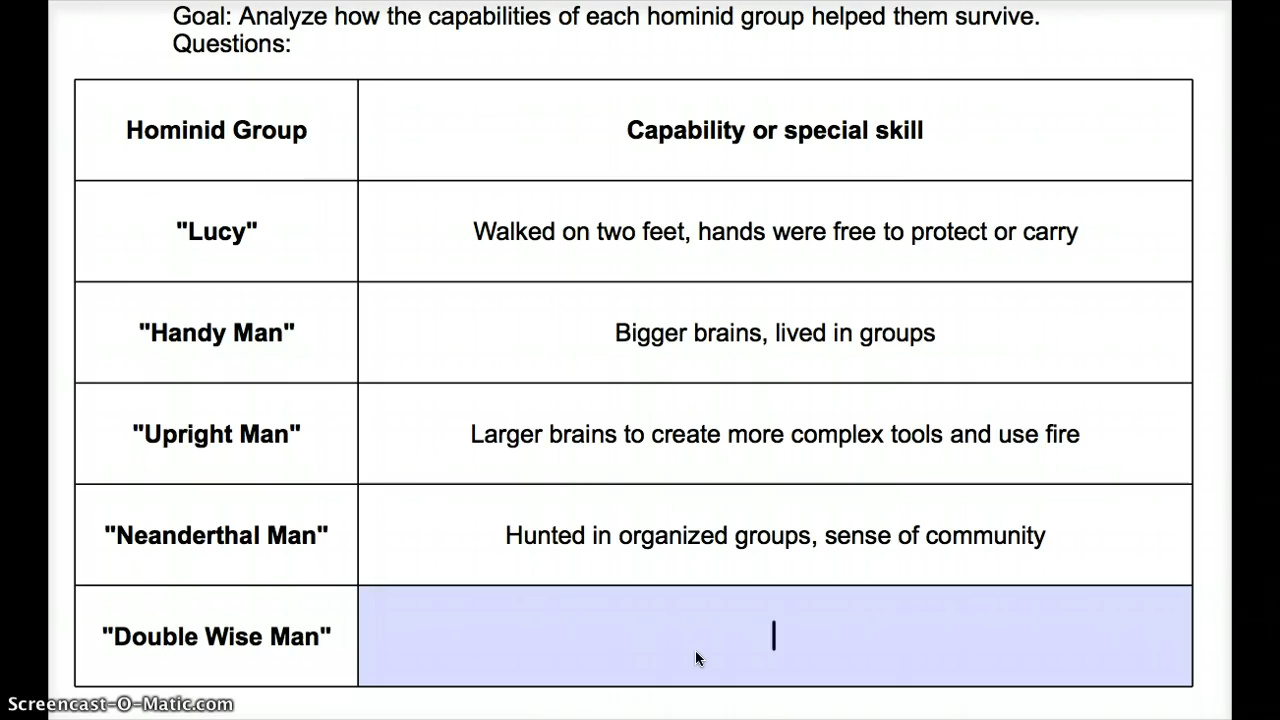 Goal: Analyze how the capabilities of each hominid group helped them survive.
Questions:
Hominid Group
Capability or special skill
"Lucy"
Walked on two feet, hands were free to protect or carry
"Handy Man"
Bigger brains, lived in groups
"Upright Man"
Larger brains to create more complex tools and use fire
"Neanderthal Man"
Hunted in organized groups, sense of community
"Double Wise Man"
Screencast-O-Matic.com